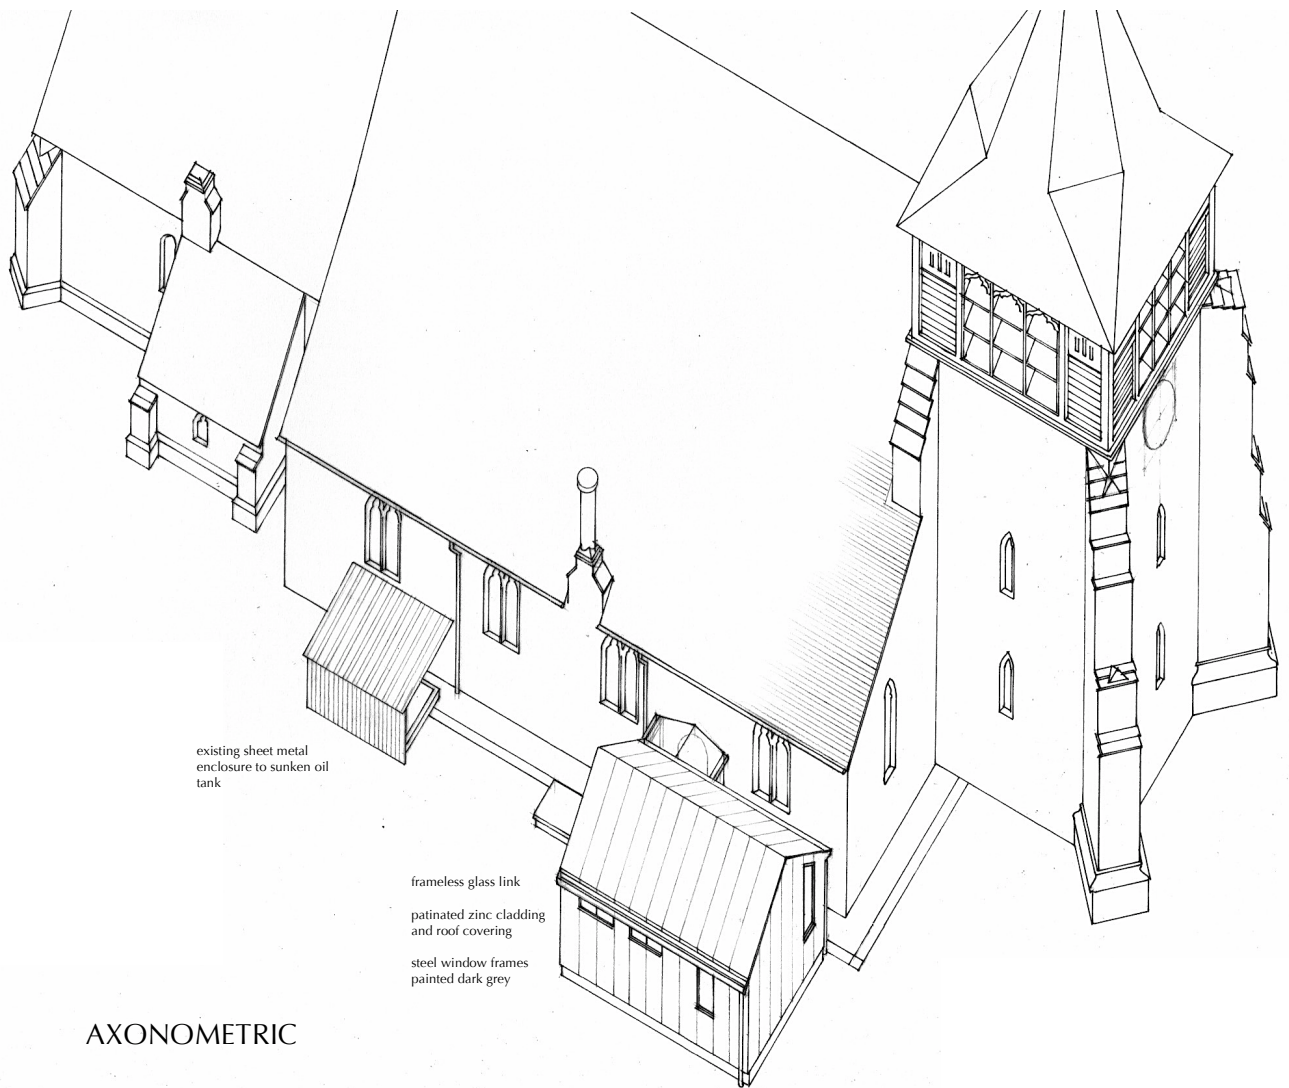 existing sheet metal
enclosure to sunken oil
tank
frameless glass link
patinated zinc cladding
and roof covering
steel window frames
painted dark grey
AXONOMETRIC